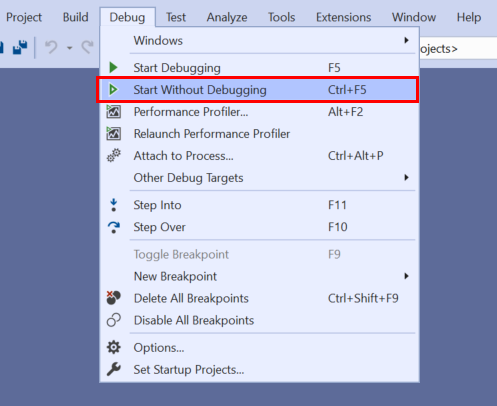 Project Build Debug Test Analyze Tools Extensions Window Help
Windows
ojects>
Start Debugging F5
Start Without Debugging Ctrl+F5
Performance Profiler... Alt+F2
Relaunch Performance Profiler
Attach to Process... Ctrl+Alt+P
Other Debug Targets
Step Into F11
Step Over F10
Toggle Breakpoint F9
New Breakpoint
Delete All Breakpoints Ctrl+Shift+F9
Disable All Breakpoints
Options...
Set Startup Projects...